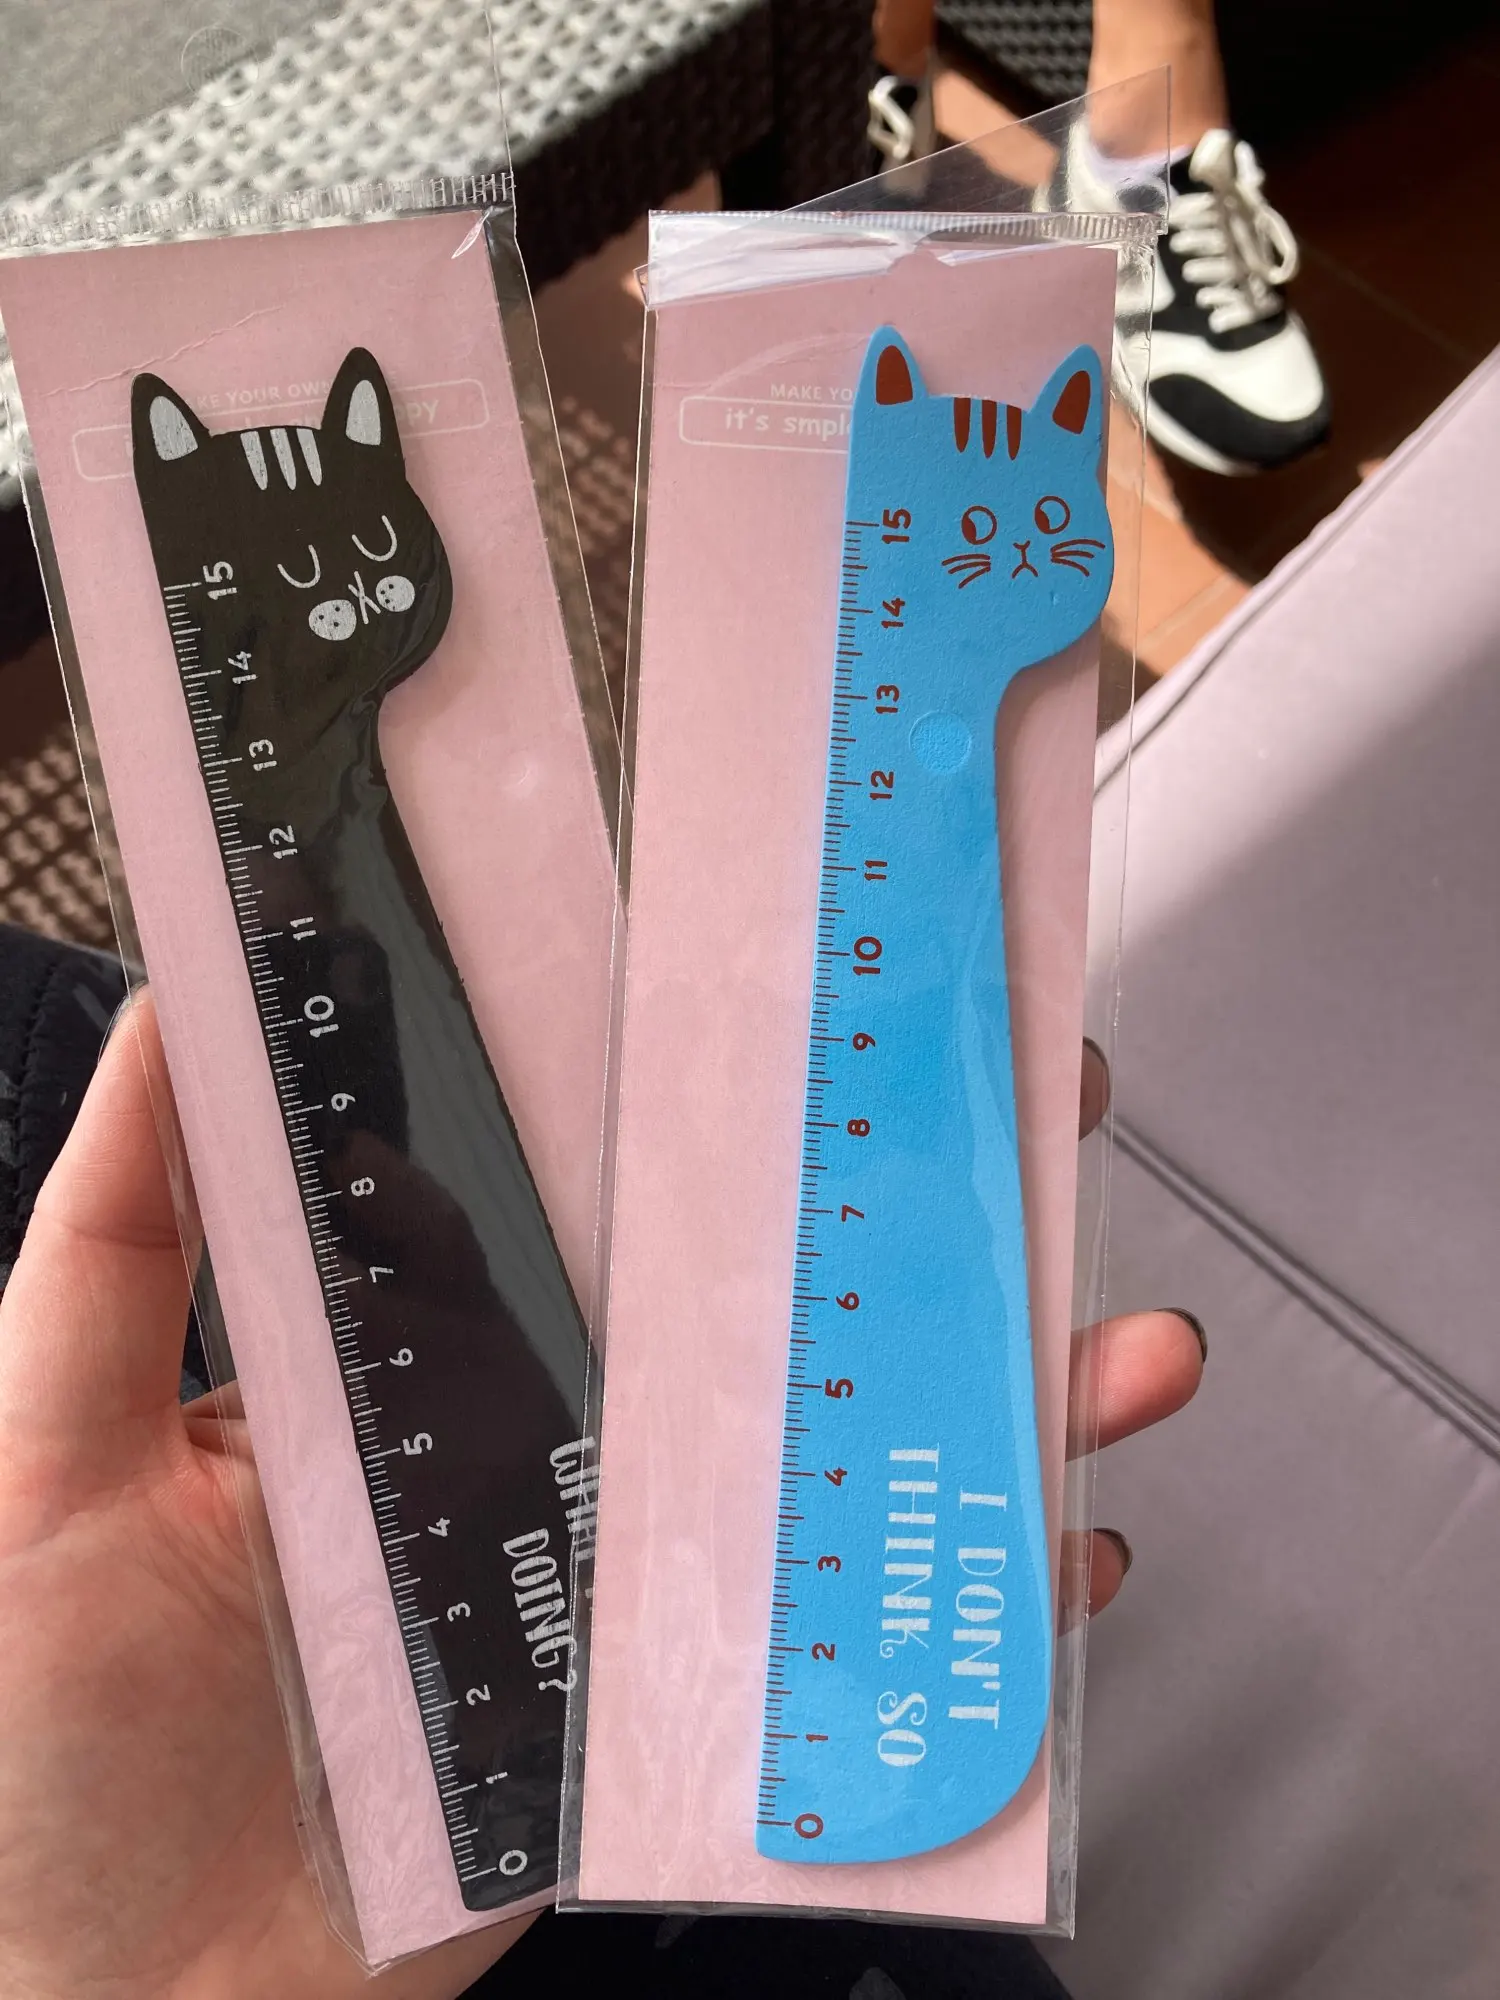 KE YOUR OWN
ppy
0 1 2 3 4 5 6 7 8 9 10 11 12 13 14 15
DOING?
MAKE YO
it's smpl
0 1 2 3 4 5 6 7 8 9 10 11 12 13 14 15
I DON'T
THINK SO